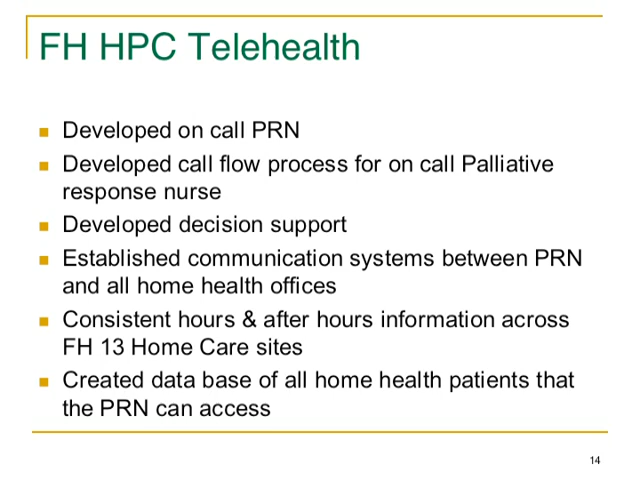 FH HPC Telehealth
Developed on call PRN
Developed call flow process for on call Palliative
response nurse
Developed decision support
Established communication systems between PRN
and all home health offices
Consistent hours & after hours information across
FH 13 Home Care sites
Created data base of all home health patients that
the PRN can access
14